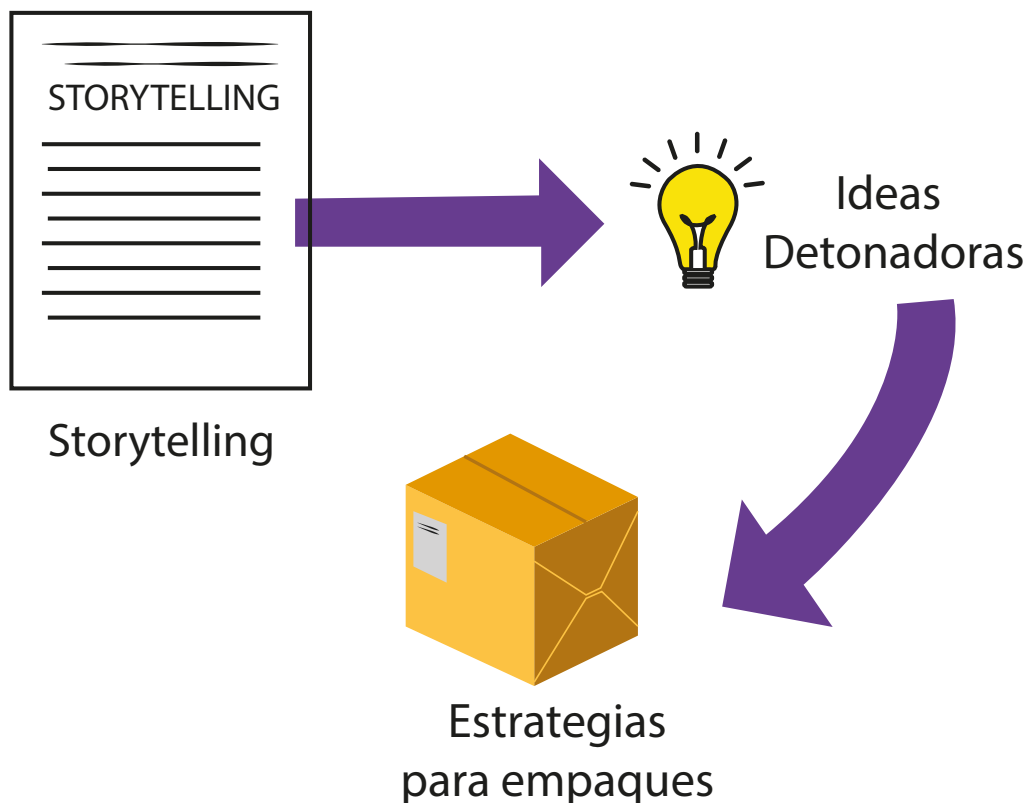 STORYTELLING
Storytelling
Ideas
Detonadoras
Estrategias
para empaques